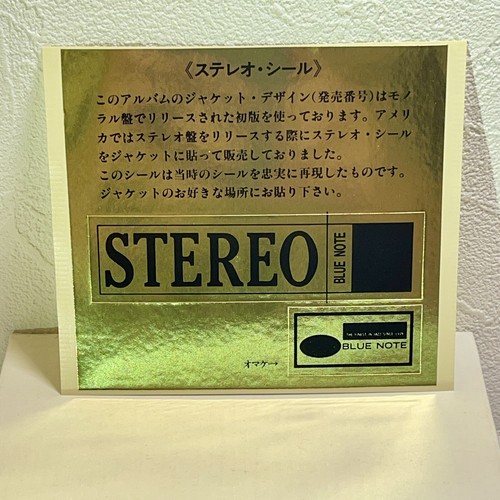 《ステレオ・シール》
このアルバムのジャケット・デザイン(発売番号)はモノ
ラル盤でリリースされた初版を使っております。アメリ
カではステレオ盤をリリースする際にステレオ・シール
をジャケットに貼って販売しておりました。
このシールは当時のシールを忠実に再現したものです。
ジャケットのお好きな場所にお貼り下さい。
STEREO
BLUE NOTE
THE FINEST IN JAZZ SINCE 1939
BLUE NOTE
オマケ→